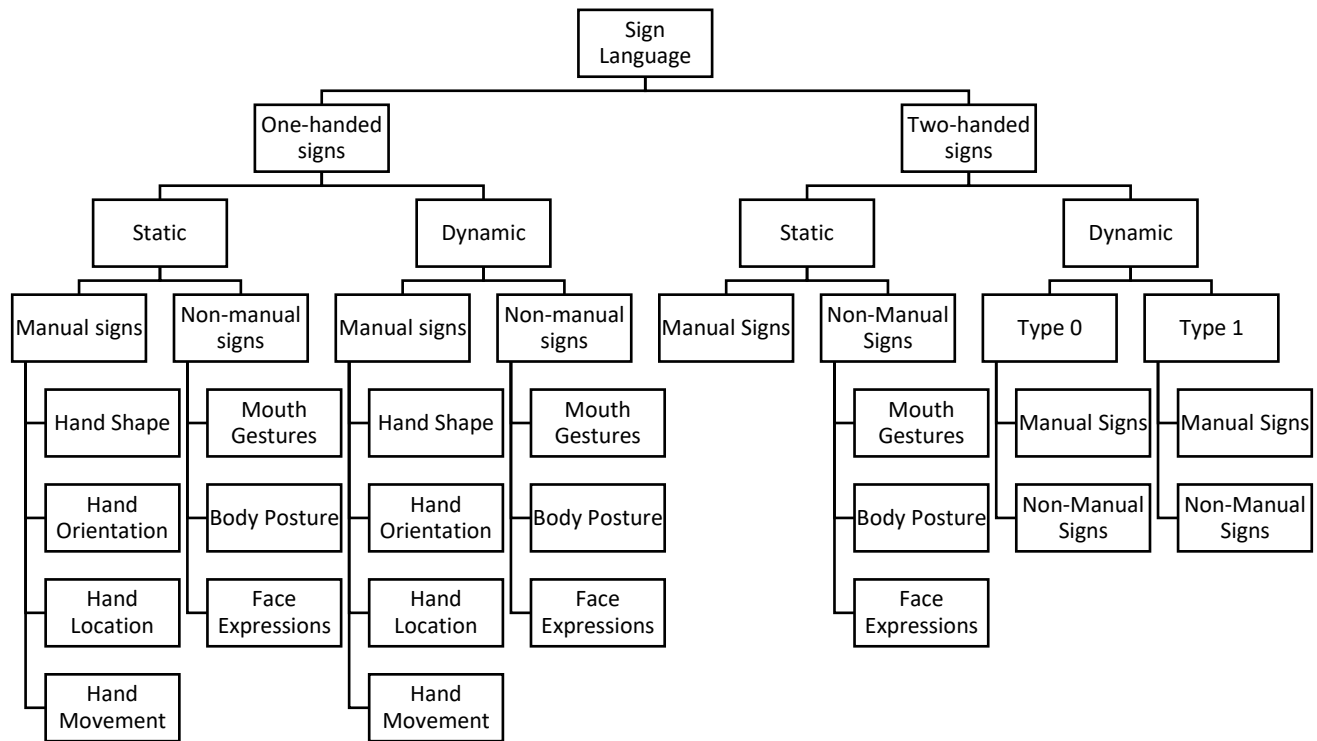 Sign
Language
One-handed
signs
Two-handed
signs
Static
Dynamic
Static
Dynamic
Manual signs
Non-manual
signs
Manual signs
Non-manual
signs
Manual Signs
Non-Manual
Signs
Type 0
Type 1
Hand Shape
Mouth
Gestures
Hand Shape
Mouth
Gestures
Mouth
Gestures
Manual Signs
Manual Signs
Hand
Orientation
Body Posture
Hand
Orientation
Body Posture
Body Posture
Non-Manual
Signs
Non-Manual
Signs
Hand
Location
Face
Expressions
Hand
Location
Face
Expressions
Face
Expressions
Hand
Movement
Hand
Movement